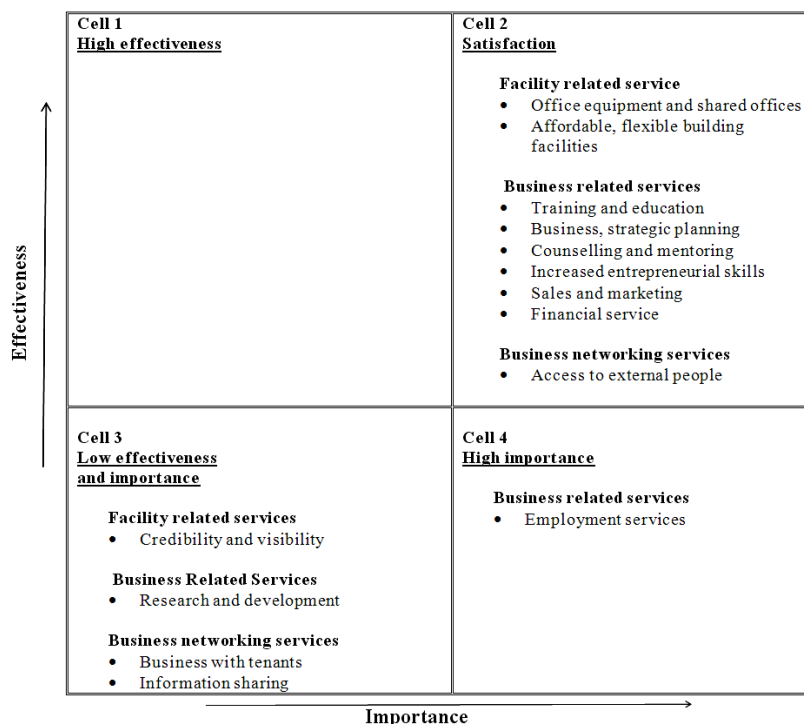 Cell 1
High effectiveness
Cell 2
Satisfaction
Facility related service
• Office equipment and shared offices
• Affordable, flexible building
facilities
Business related services
• Training and education
• Business, strategic planning
• Counselling and mentoring
• Increased entrepreneurial skills
• Sales and marketing
• Financial service
Business networking services
• Access to external people
Effectiveness
Cell 3
Low effectiveness
and importance
Facility related services
• Credibility and visibility
Business Related Services
• Research and development
Business networking services
• Business with tenants
• Information sharing
Cell 4
High importance
Business related services
• Employment services
Importance